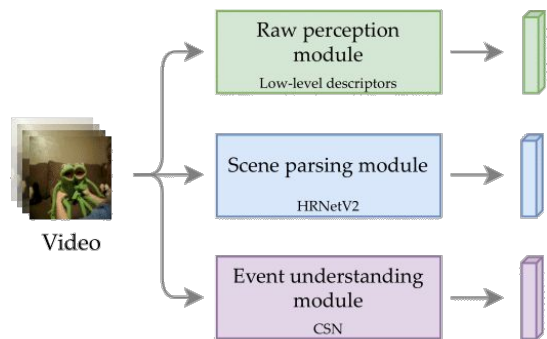 Raw perception
module
Low-level descriptors
Scene parsing module
HRNetV2
Video
Event understanding
module
CSN